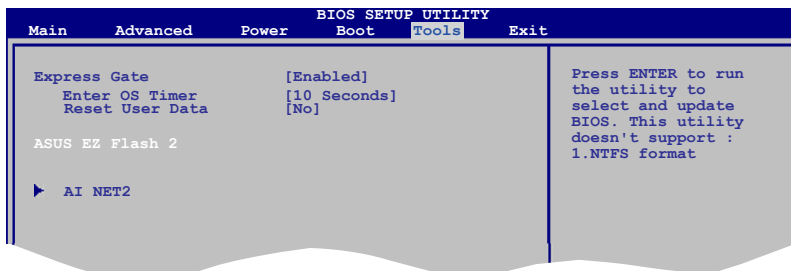 BIOS SETUP UTILITY
Main Advanced Power Boot Tools Exit
Express Gate [Enabled]
Enter OS Timer [10 Seconds]
Reset User Data [No]
ASUS EZ Flash 2
AI NET2
Press ENTER to run
the utility to
select and update
BIOS. This utility
doesn't support :
1.NTFS format